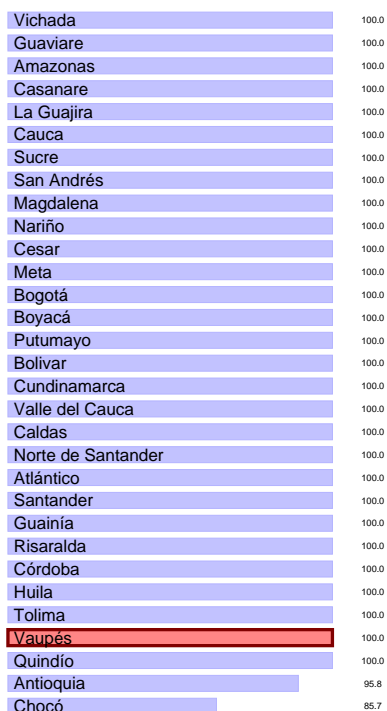 Vichada 100.0
Guaviare 100.0
Amazonas 100.0
Casanare 100.0
La Guajira 100.0
Cauca 100.0
Sucre 100.0
San Andrés 100.0
Magdalena 100.0
Nariño 100.0
Cesar 100.0
Meta 100.0
Bogotá 100.0
Boyacá 100.0
Putumayo 100.0
Bolivar 100.0
Cundinamarca 100.0
Valle del Cauca 100.0
Caldas 100.0
Norte de Santander 100.0
Atlántico 100.0
Santander 100.0
Guainía 100.0
Risaralda 100.0
Córdoba 100.0
Huila 100.0
Tolima 100.0
Vaupés 100.0
Quindío 100.0
Antioquia 95.8
Chocó 85.7